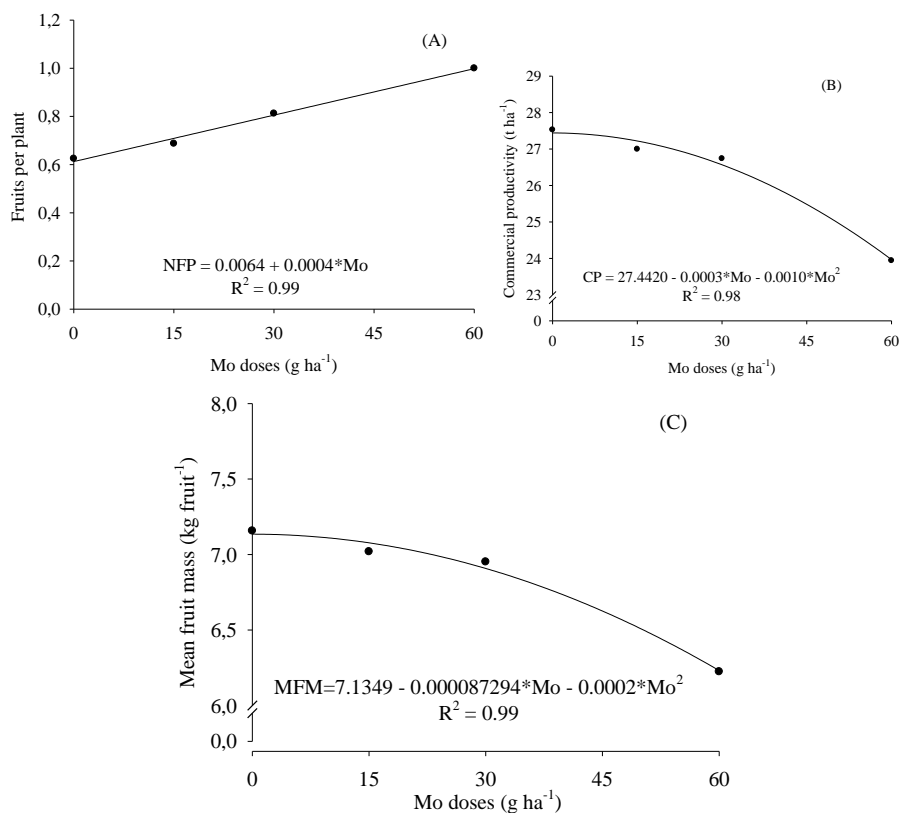 (A)
1,0
0,8
0,6
0,4
0,2
0,0
Fruits per plant
NFP = 0.0064 + 0.0004*Mo
R² = 0.99
0 15 30 45 60
Mo doses (g ha⁻¹)
(B)
29
28
27
26
25
24
23
0
Commercial productivity (t ha⁻¹)
CP = 27.4420 - 0.0003*Mo - 0.0010*Mo²
R² = 0.98
0 15 30 45 60
Mo doses (g ha⁻¹)
(C)
8,0
7,5
7,0
6,5
6,0
0,0
Mean fruit mass (kg fruit⁻¹)
MFM=7.1349 - 0.000087294*Mo - 0.0002*Mo²
R² = 0.99
0 15 30 45 60
Mo doses (g ha⁻¹)